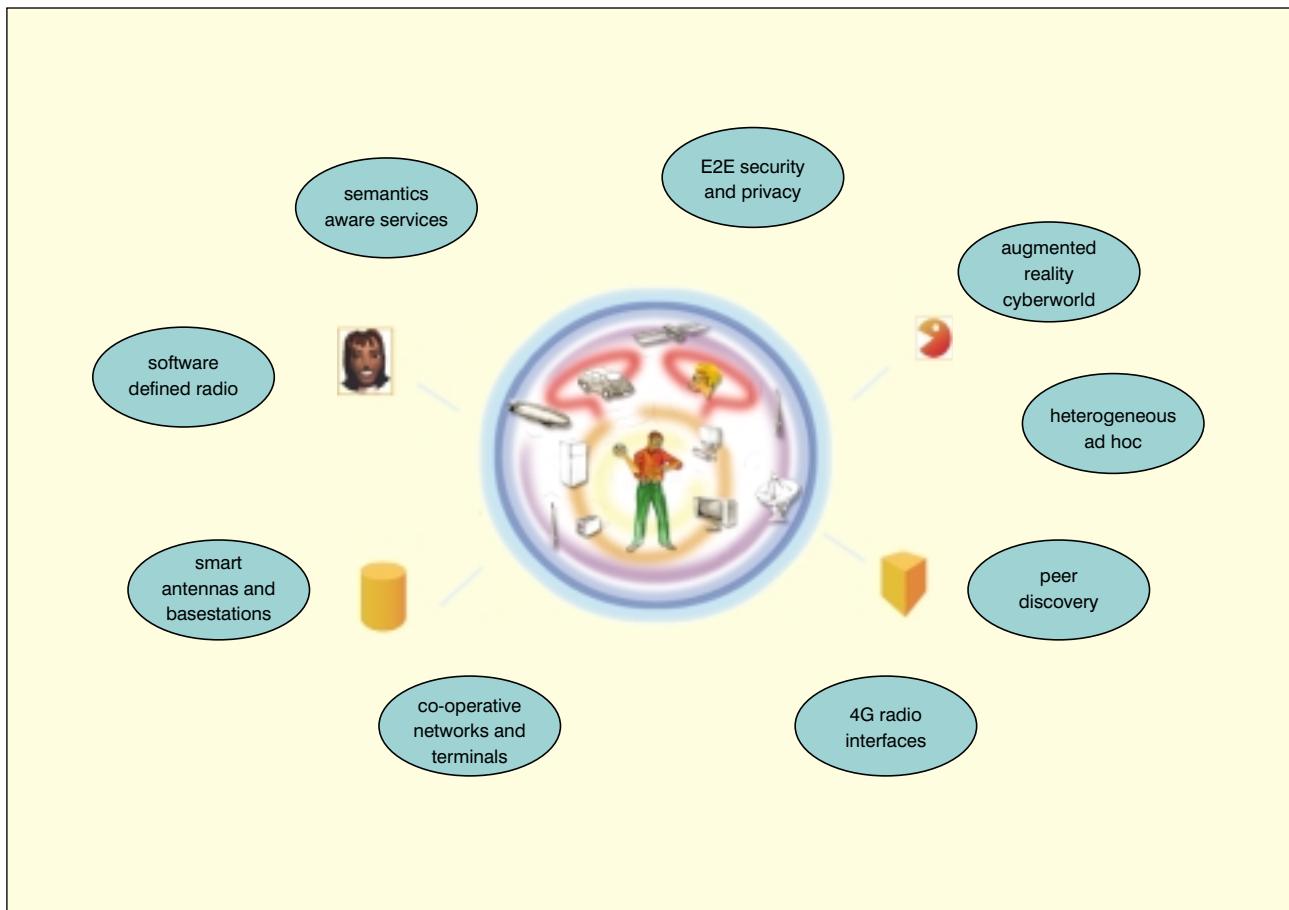 E2E security
and privacy
semantics
aware services
augmented
reality
cyberworld
software
defined radio
heterogeneous
ad hoc
smart
antennas and
basestations
peer
discovery
co-operative
networks and
terminals
4G radio
interfaces